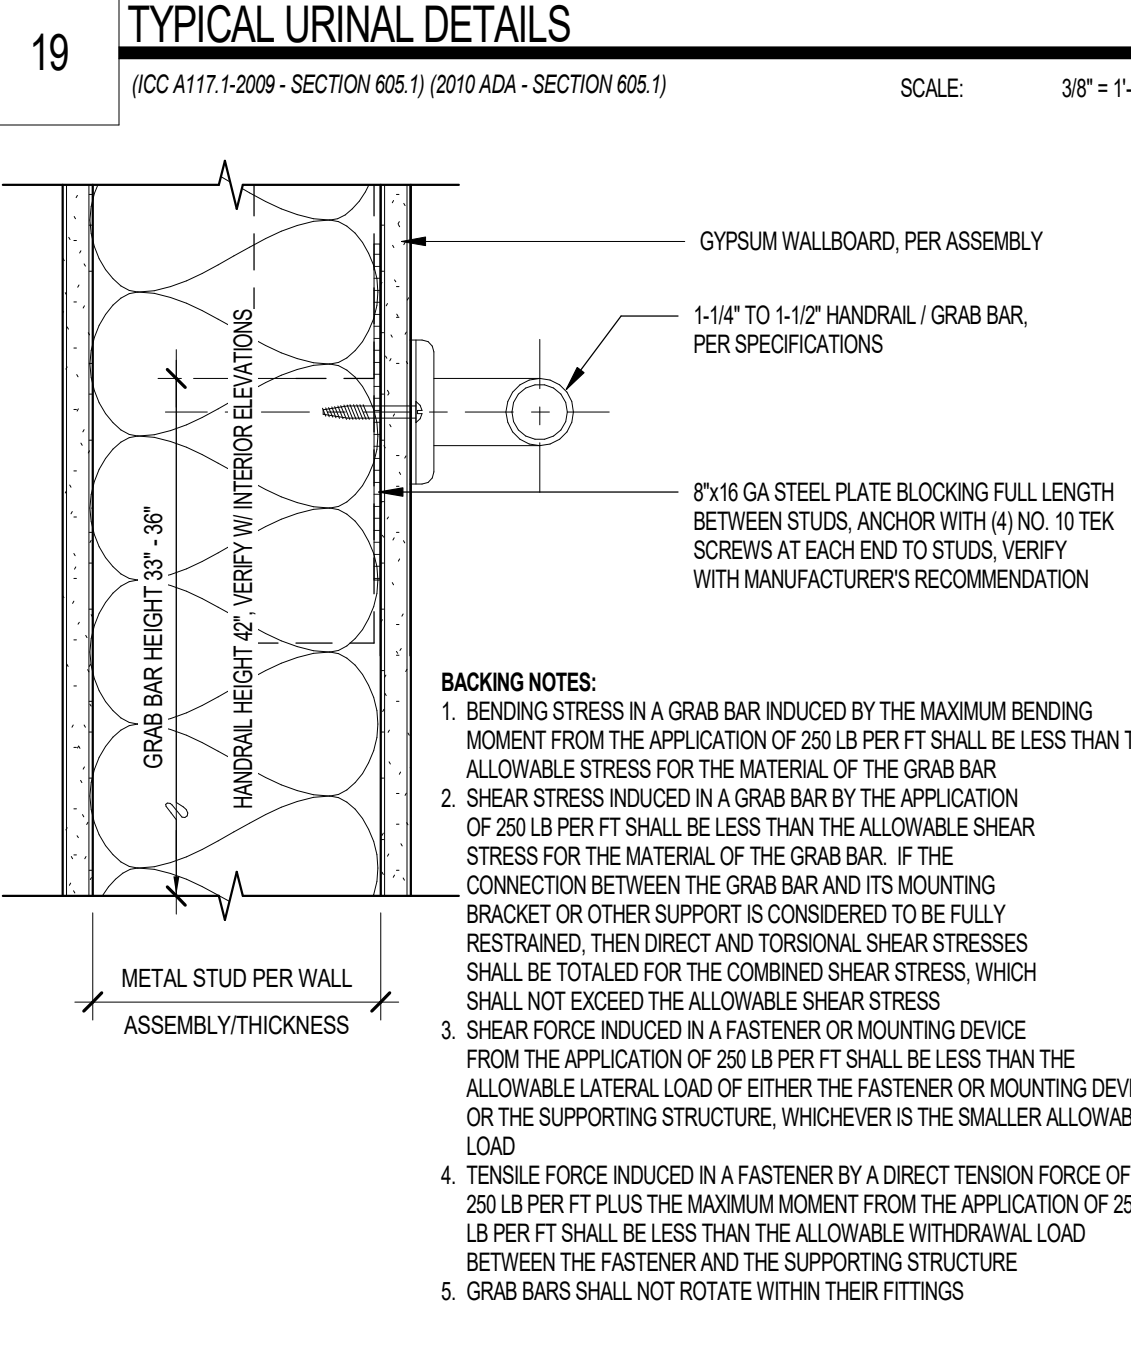 19
TYPICAL URINAL DETAILS
(ICC A117.1-2009 - SECTION 605.1) (2010 ADA - SECTION 605.1)
SCALE: 3/8" = 1'-
GYPSUM WALLBOARD, PER ASSEMBLY
1-1/4" TO 1-1/2" HANDRAIL / GRAB BAR,
PER SPECIFICATIONS
8"x16 GA STEEL PLATE BLOCKING FULL LENGTH
BETWEEN STUDS, ANCHOR WITH (4) NO. 10 TEK
SCREWS AT EACH END TO STUDS, VERIFY
WITH MANUFACTURER'S RECOMMENDATION
GRAB BAR HEIGHT 33" - 36"
HANDRAIL HEIGHT 42", VERIFY W/ INTERIOR ELEVATIONS
METAL STUD PER WALL
ASSEMBLY/THICKNESS
BACKING NOTES:
1. BENDING STRESS IN A GRAB BAR INDUCED BY THE MAXIMUM BENDING
MOMENT FROM THE APPLICATION OF 250 LB PER FT SHALL BE LESS THAN
ALLOWABLE STRESS FOR THE MATERIAL OF THE GRAB BAR
2. SHEAR STRESS INDUCED IN A GRAB BAR BY THE APPLICATION
OF 250 LB PER FT SHALL BE LESS THAN THE ALLOWABLE SHEAR
STRESS FOR THE MATERIAL OF THE GRAB BAR. IF THE
CONNECTION BETWEEN THE GRAB BAR AND ITS MOUNTING
BRACKET OR OTHER SUPPORT IS CONSIDERED TO BE FULLY
RESTRAINED, THEN DIRECT AND TORSIONAL SHEAR STRESSES
SHALL BE TOTALED FOR THE COMBINED SHEAR STRESS, WHICH
SHALL NOT EXCEED THE ALLOWABLE SHEAR STRESS
3. SHEAR FORCE INDUCED IN A FASTENER OR MOUNTING DEVICE
FROM THE APPLICATION OF 250 LB PER FT SHALL BE LESS THAN THE
ALLOWABLE LATERAL LOAD OF EITHER THE FASTENER OR MOUNTING
OR THE SUPPORTING STRUCTURE, WHICHEVER IS THE SMALLER
LOAD
4. TENSILE FORCE INDUCED IN A FASTENER BY A DIRECT TENSION FORCE OF
250 LB PER FT PLUS THE MAXIMUM MOMENT FROM THE APPLICATION OF
LB PER FT SHALL BE LESS THAN THE ALLOWABLE WITHDRAWAL LOAD
BETWEEN THE FASTENER AND THE SUPPORTING STRUCTURE
5. GRAB BARS SHALL NOT ROTATE WITHIN THEIR FITTINGS